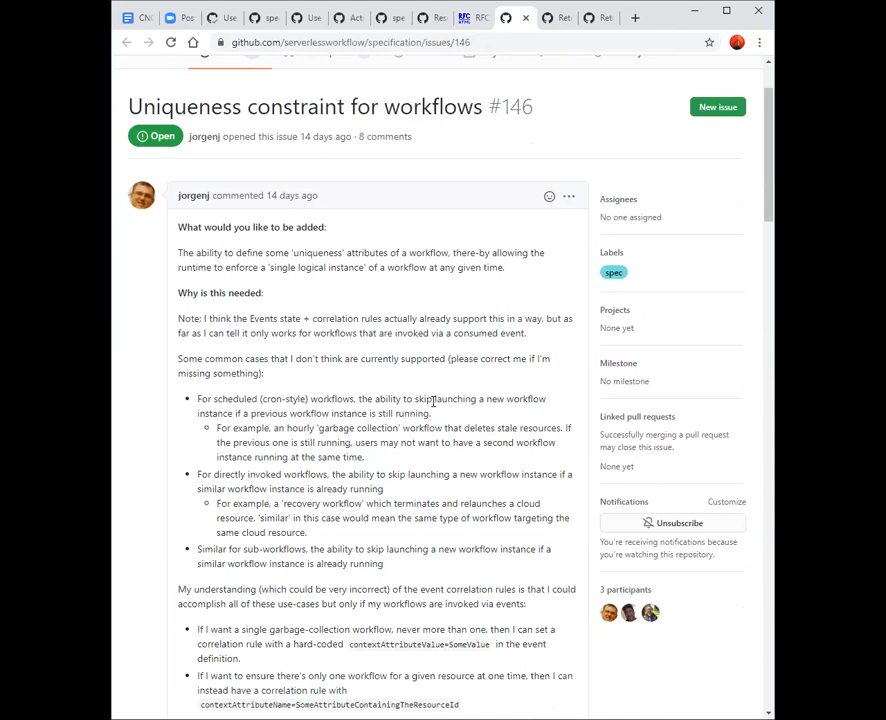 CNC
Pos
Use
spe
Use
Act
spe
Res
RFC
RFC
Ret
Ret
github.com/serverlessworkflow/specification/issues/146
Uniqueness constraint for workflows #146
New issue
Open
jorgenj opened this issue 14 days ago · 8 comments
jorgenj commented 14 days ago
What would you like to be added:
The ability to define some 'uniqueness' attributes of a workflow, there-by allowing the
runtime to enforce a 'single logical instance' of a workflow at any given time.
Why is this needed:
Note; I think the Events state + correlation rules actually already support this in a way, but as
far as I can tell it only works for workflows that are invoked via a consumed event.
Some common cases that I don't think are currently supported (please correct me if I'm
missing something):
• For scheduled (cron-style) workflows, the ability to skip launching a new workflow
instance if a previous workflow instance is still running.
For example, an hourly 'garbage collection' workflow that deletes stale resources. If
the previous one is still running, users may not want to have a second workflow
instance running at the same time.
• For directly invoked workflows, the ability to skip launching a new workflow instance if a
similar workflow instance is already running
For example, a 'recovery workflow' which terminates and relaunches a cloud
resource, 'similar' in this case would mean the same type of workflow targeting the
same cloud resource.
• Similar for sub-workflows, the ability to skip launching a new workflow instance if a
similar workflow instance is already running
My understanding (which could be very incorrect) of the event correlation rules is that I could
accomplish all of these use-cases but only if my workflows are invoked via events:
• If I want a single garbage-collection workflow, never more than one, then I can set a
correlation rule with a hard-coded contextAttributeValue=SomeValue in the event
definition.
• If I want to ensure there's only one workflow for a given resource at one time, then I can
instead have a correlation rule with
contextAttributeName=SomeAttributeContainingTheResourceId
Assignees
No one assigned
Labels
spec
Projects
None yet
Milestone
No milestone
Linked pull requests
Successfully merging a pull request
may close this issue.
None yet
Notifications
Customize
Unsubscribe
You're receiving notifications because
you're watching this repository.
3 participants